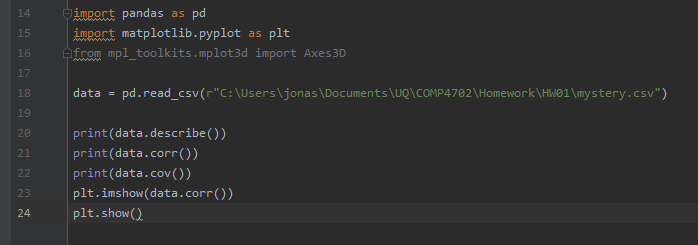 14 import pandas as pd
15 import matplotlib.pyplot as plt
16 from mpl_toolkits.mplot3d import Axes3D
17
18 data = pd.read_csv(r"C:\Users\jonas\Documents\UQ\COMP4702\Homework\HW01\mystery.csv")
19
20 print(data.describe())
21 print(data.corr())
22 print(data.cov())
23 plt.imshow(data.corr())
24 plt.show()